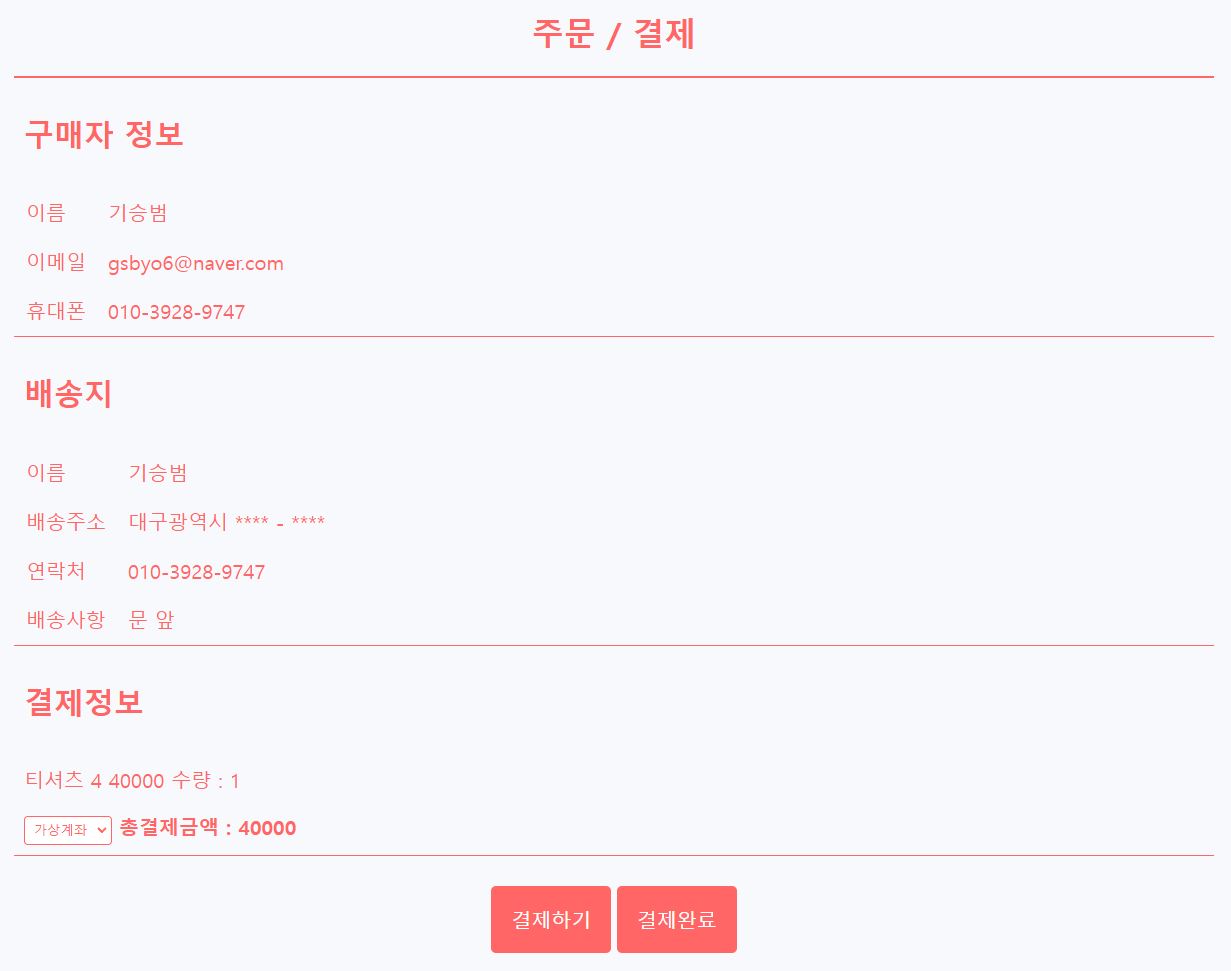 주문 / 결제
구매자 정보
이름 기승범
이메일 gsbyo6@naver.com
휴대폰 010-3928-9747
배송지
이름 기승범
배송주소 대구광역시 **** - ****
연락처 010-3928-9747
배송사항 문 앞
결제정보
티셔츠 4 40000 수량 : 1
가상계좌 총결제금액 : 40000
결제하기 결제완료